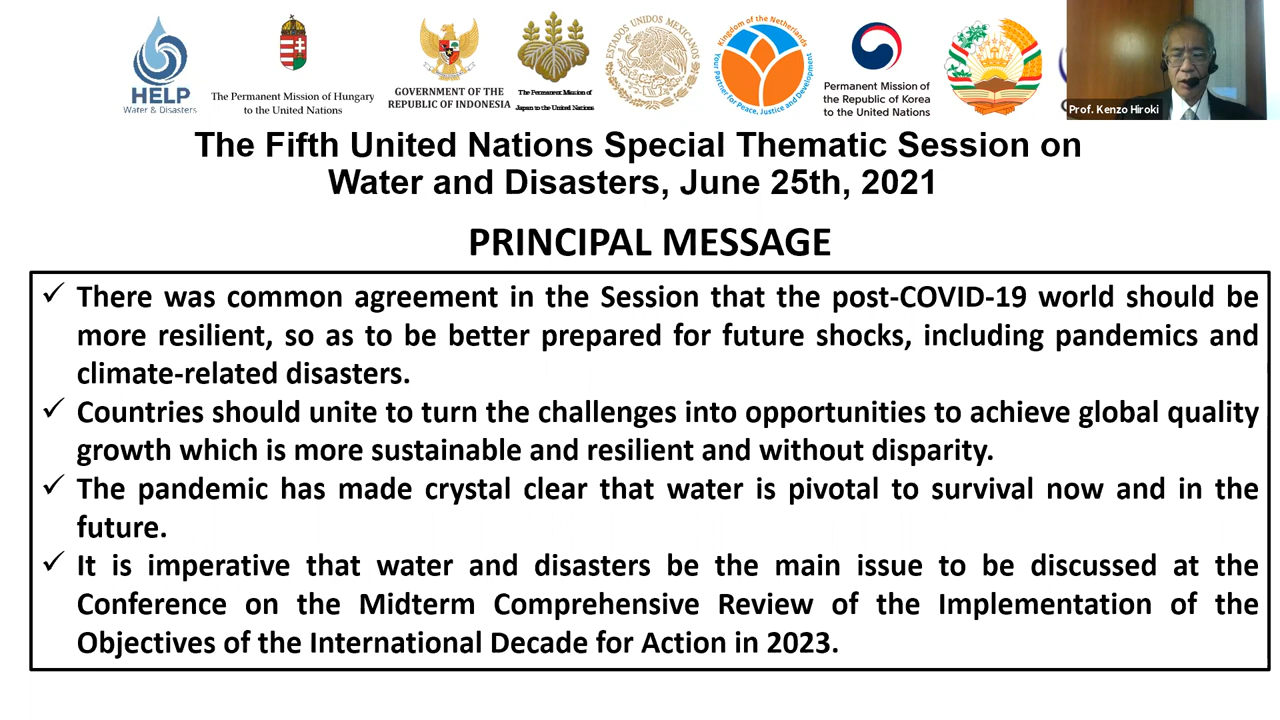 HELP
Water & Disasters
The Permanent Mission of Hungary
to the United Nations
GOVERNMENT OF THE
REPUBLIC OF INDONESIA
The Permanent Mission of
Japan to the United Nations
ESTADOS UNIDOS MEXICANOS
Kingdom of the Netherlands
Your Partner for Peace, Justice and Development
Permanent Mission of
the Republic of Korea
to the United Nations
Prof. Kenzo Hiroki
The Fifth United Nations Special Thematic Session on
Water and Disasters, June 25th, 2021
PRINCIPAL MESSAGE
✓ There was common agreement in the Session that the post-COVID-19 world should be
more resilient, so as to be better prepared for future shocks, including pandemics and
climate-related disasters.
✓ Countries should unite to turn the challenges into opportunities to achieve global quality
growth which is more sustainable and resilient and without disparity.
✓ The pandemic has made crystal clear that water is pivotal to survival now and in the
future.
✓ It is imperative that water and disasters be the main issue to be discussed at the
Conference on the Midterm Comprehensive Review of the Implementation of the
Objectives of the International Decade for Action in 2023.